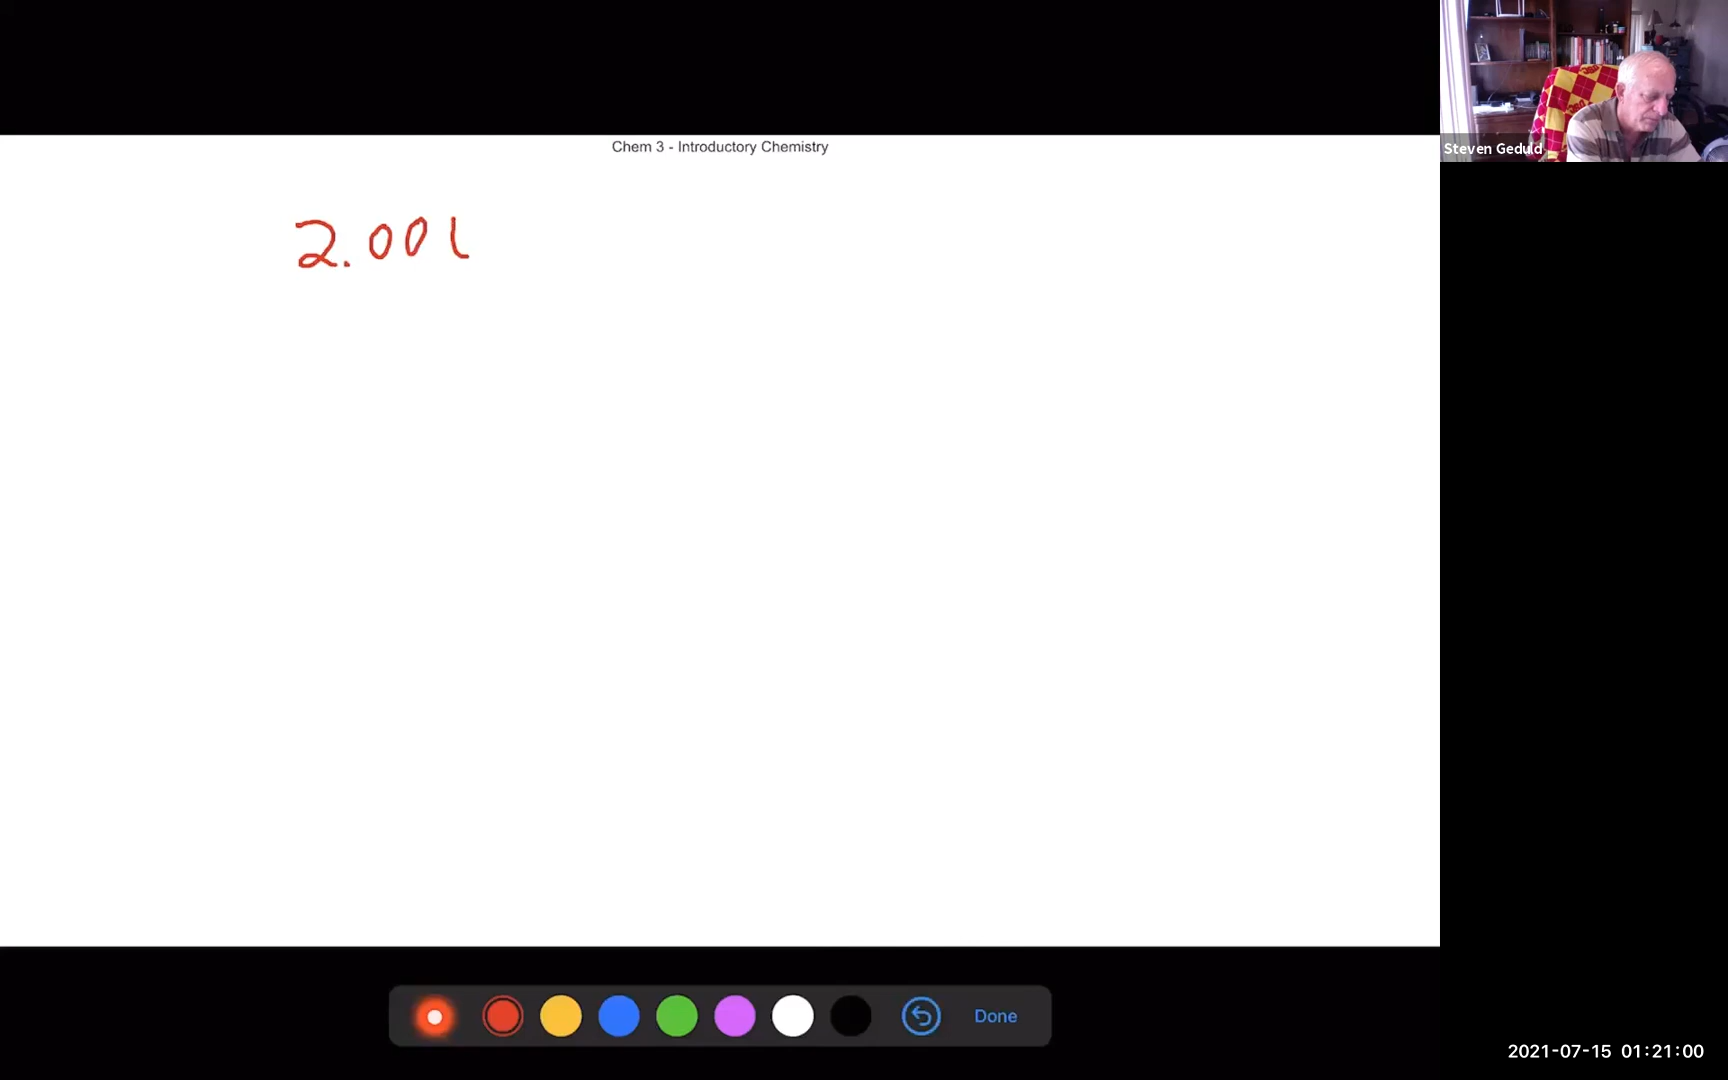 Chem 3 - Introductory Chemistry
Steven Geduld
2.00 L
Done
2021-07-15 01:21:00